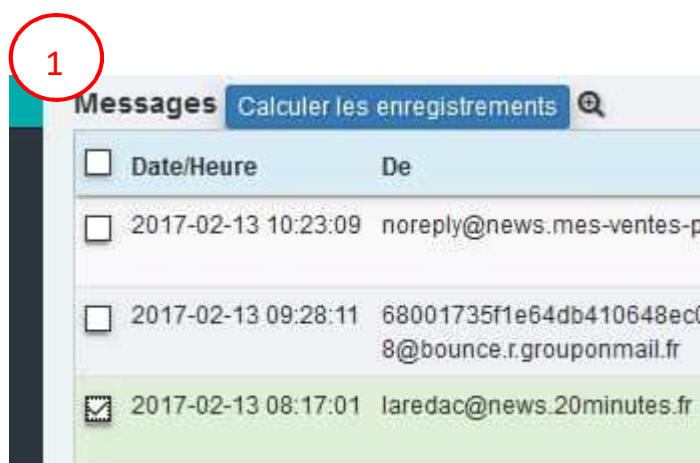 1
Messages Calculer les enregistrements
Date/Heure De
2017-02-13 10:23:09 noreply@news.mes-ventes-p
2017-02-13 09:28:11 68001735f1e64db410648ec0
8@bounce.r.grouponmail.fr
2017-02-13 08:17:01 laredac@news.20minutes.fr